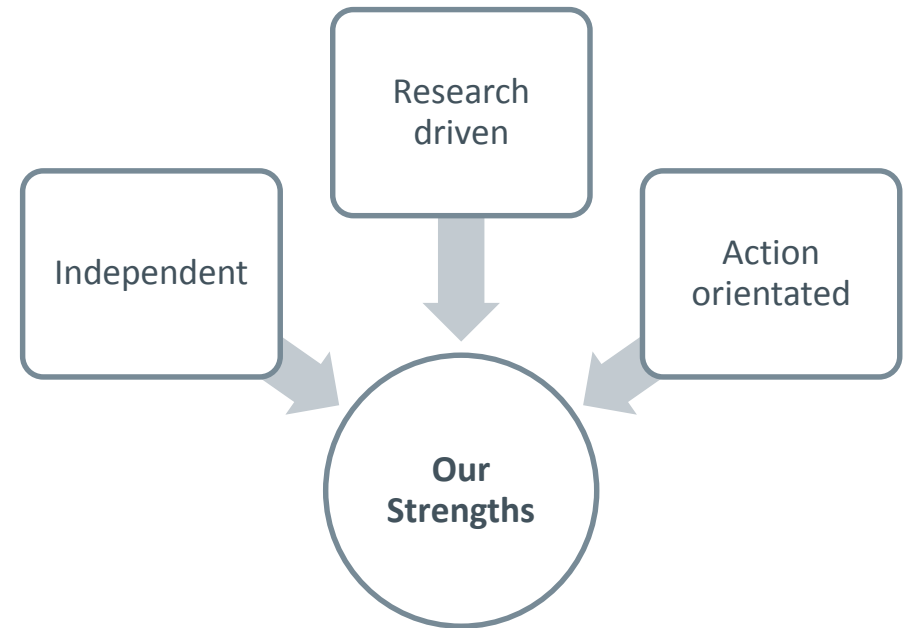 Research
driven
Independent
Action
orientated
Our
Strengths